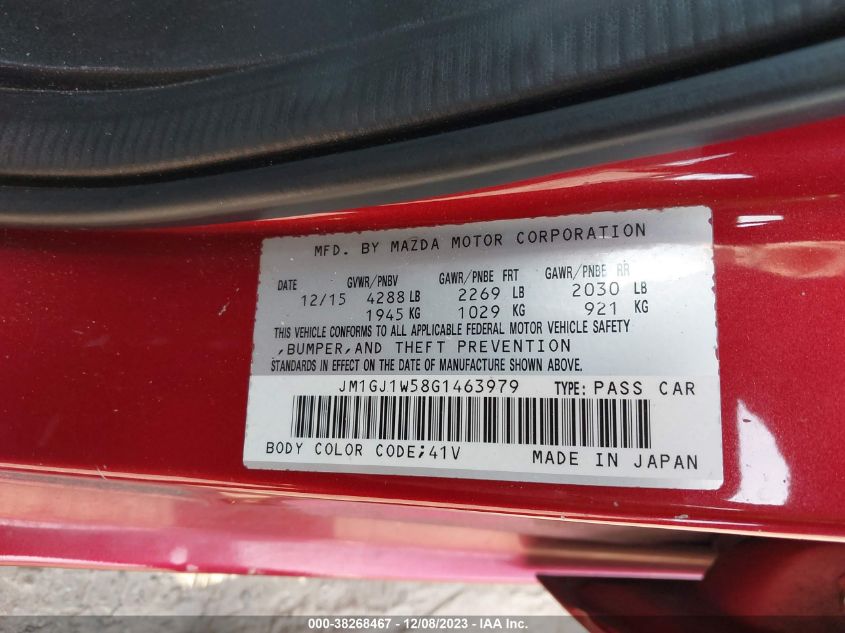 MFD. BY MAZDA MOTOR CORPORATION
DATE GVWR/PNBV GAWR/PNBE FRT GAWR/PNBE RR
12/15 4288 LB 2269 LB 2030 LB
1945 KG 1029 KG 921 KG
THIS VEHICLE CONFORMS TO ALL APPLICABLE FEDERAL MOTOR VEHICLE SAFETY
,BUMPER,AND THEFT PREVENTION
STANDARDS IN EFFECT ON THE DATE OF MANUFACTURE SHOWN ABOVE.
JM1GJ1W58G1463979 TYPE: PASS CAR
BODY COLOR CODE;41V MADE IN JAPAN
000-38268467 - 12/08/2023 - IAA Inc.